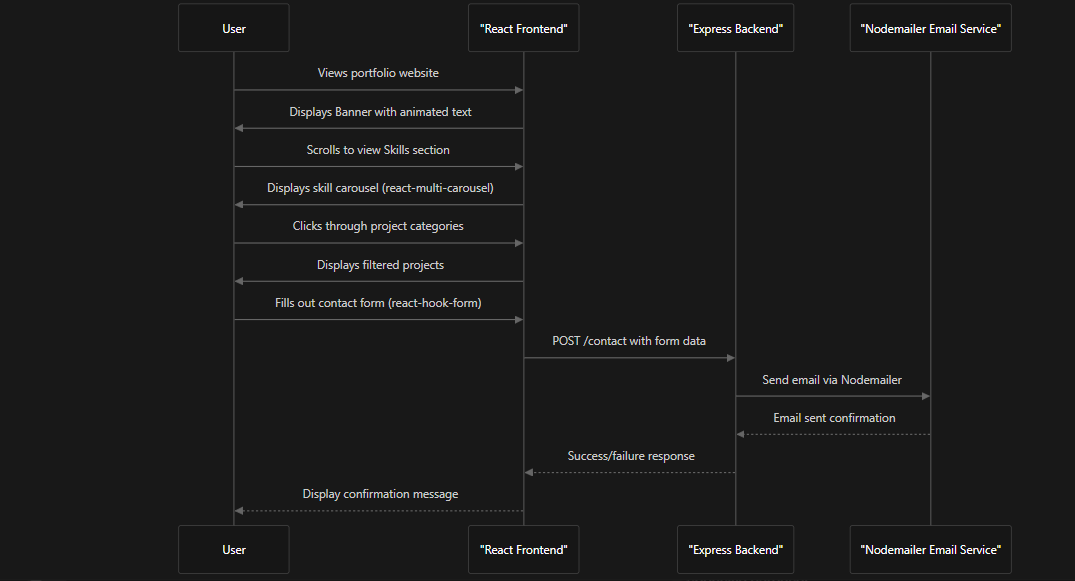 User
"React Frontend"
"Express Backend"
"Nodemailer Email Service"
Views portfolio website
Displays Banner with animated text
Scrolls to view Skills section
Displays skill carousel (react-multi-carousel)
Clicks through project categories
Displays filtered projects
Fills out contact form (react-hook-form)
POST /contact with form data
Send email via Nodemailer
Email sent confirmation
Success/failure response
Display confirmation message
User
"React Frontend"
"Express Backend"
"Nodemailer Email Service"